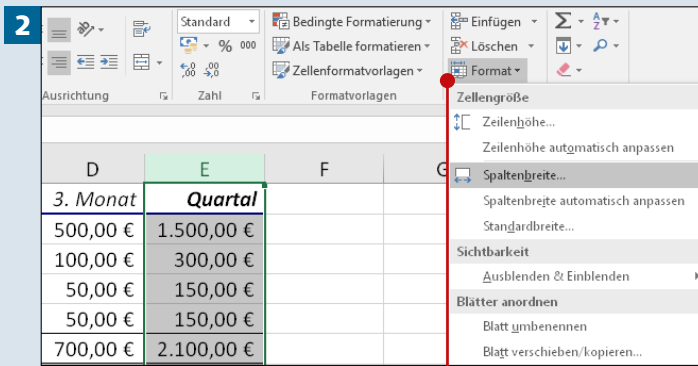 2
Standard
Bedingte Formatierung
Einfügen
% 000
Als Tabelle formatieren
Löschen
Zellenformatvorlagen
Format
Ausrichtung
Zahl
Formatvorlagen
Zellengröße
Zeilenhöhe...
Zeilenhöhe automatisch anpassen
Spaltenbreite...
Spaltenbreite automatisch anpassen
Standardbreite...
Sichtbarkeit
Ausblenden & Einblenden
Blätter anordnen
Blatt umbenennen
Blatt verschieben/kopieren...
D E F G
3. Monat Quartal
500,00 € 1.500,00 €
100,00 € 300,00 €
50,00 € 150,00 €
50,00 € 150,00 €
700,00 € 2.100,00 €